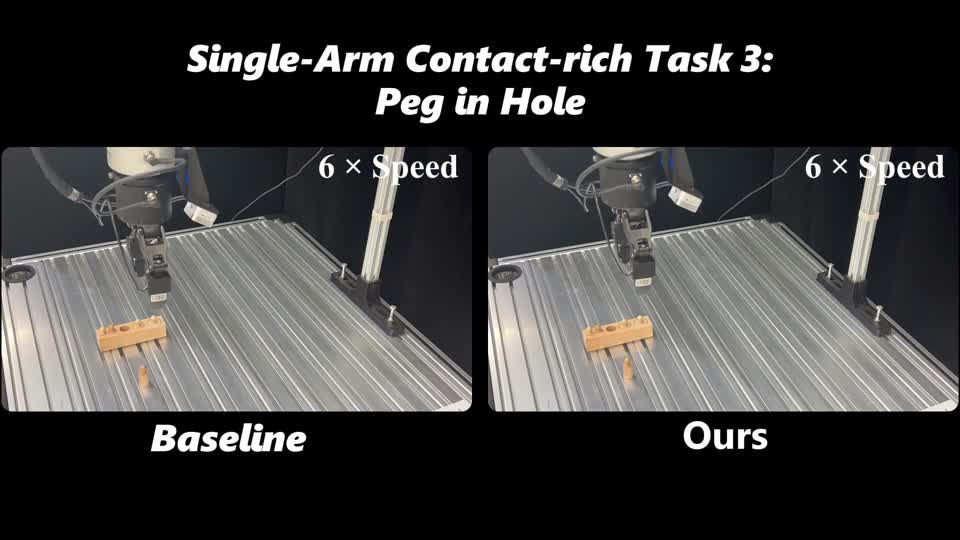 Single-Arm Contact-rich Task 3:
Peg in Hole
6 × Speed
6 × Speed
Baseline
Ours